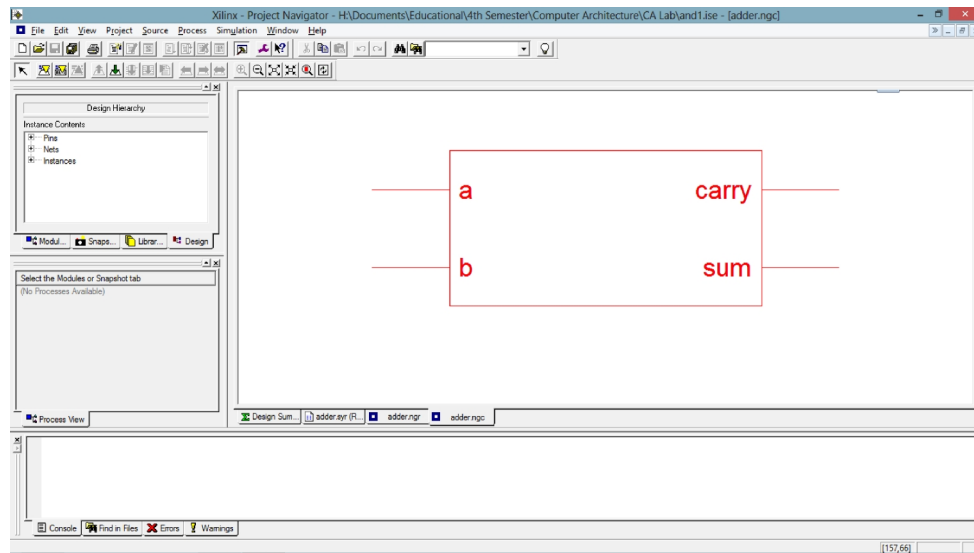 Xilinx - Project Navigator - H:\Documents\Educational\4th Semester\Computer Architecture\CA Lab\and1.ise - [adder.ngc]
File Edit View Project Source Process Simulation Window Help
Design Hierarchy
Instance Contents
Pins
Nets
Instances
Modul... Snaps... Librar... Design
Select the Modules or Snapshot tab
(No Processes Available)
Process View
a carry
b sum
Design Sum... adder.syr (R... adder.ngr adder.ngc
Console Find in Files Errors Warnings
[157,66]